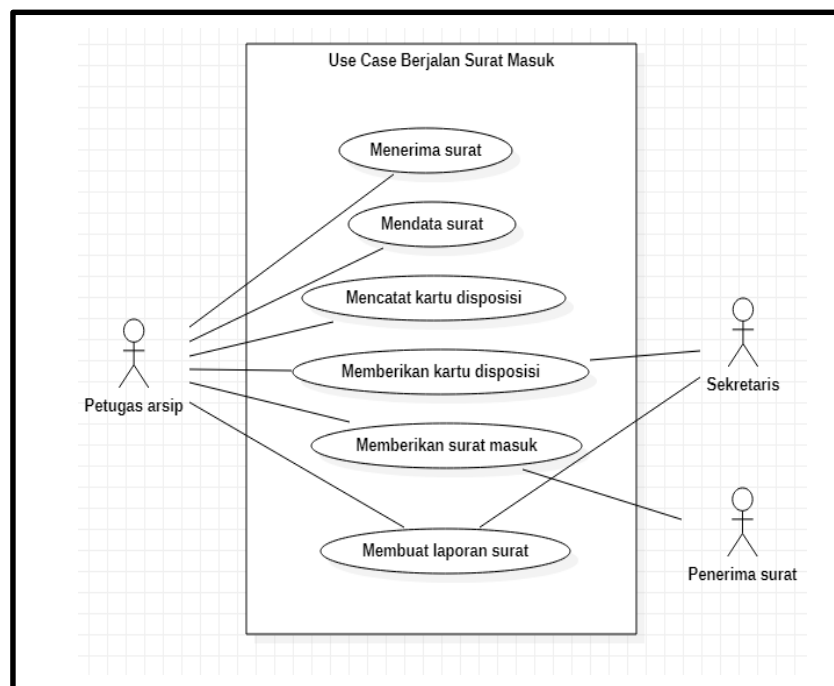 Use Case Berjalan Surat Masuk
Menerima surat
Mendata surat
Mencatat kartu disposisi
Memberikan kartu disposisi
Petugas arsip
Sekretaris
Memberikan surat masuk
Membuat laporan surat
Penerima surat